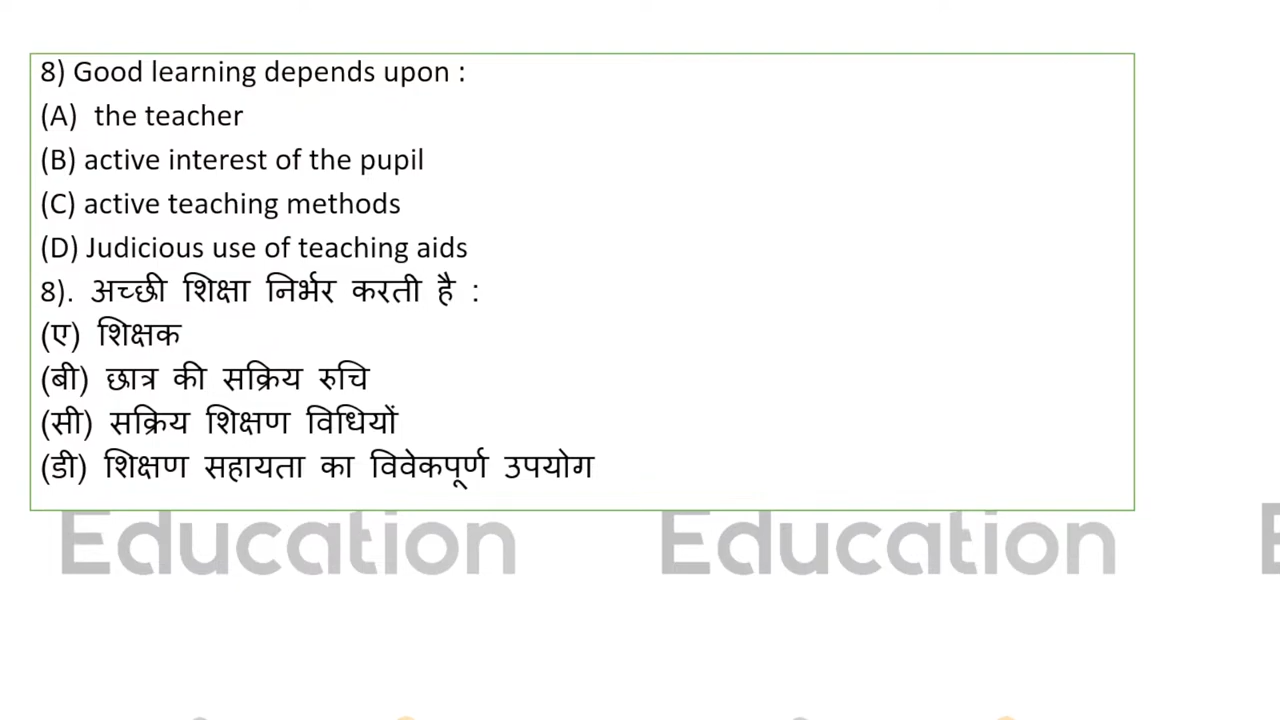 8) Good learning depends upon :
(A) the teacher
(B) active interest of the pupil
(C) active teaching methods
(D) Judicious use of teaching aids
8). अच्छी शिक्षा निर्भर करती है :
(ए) शिक्षक
(बी) छात्र की सक्रिय रुचि
(सी) सक्रिय शिक्षण विधियों
(डी) शिक्षण सहायता का विवेकपूर्ण उपयोग
Education Education E